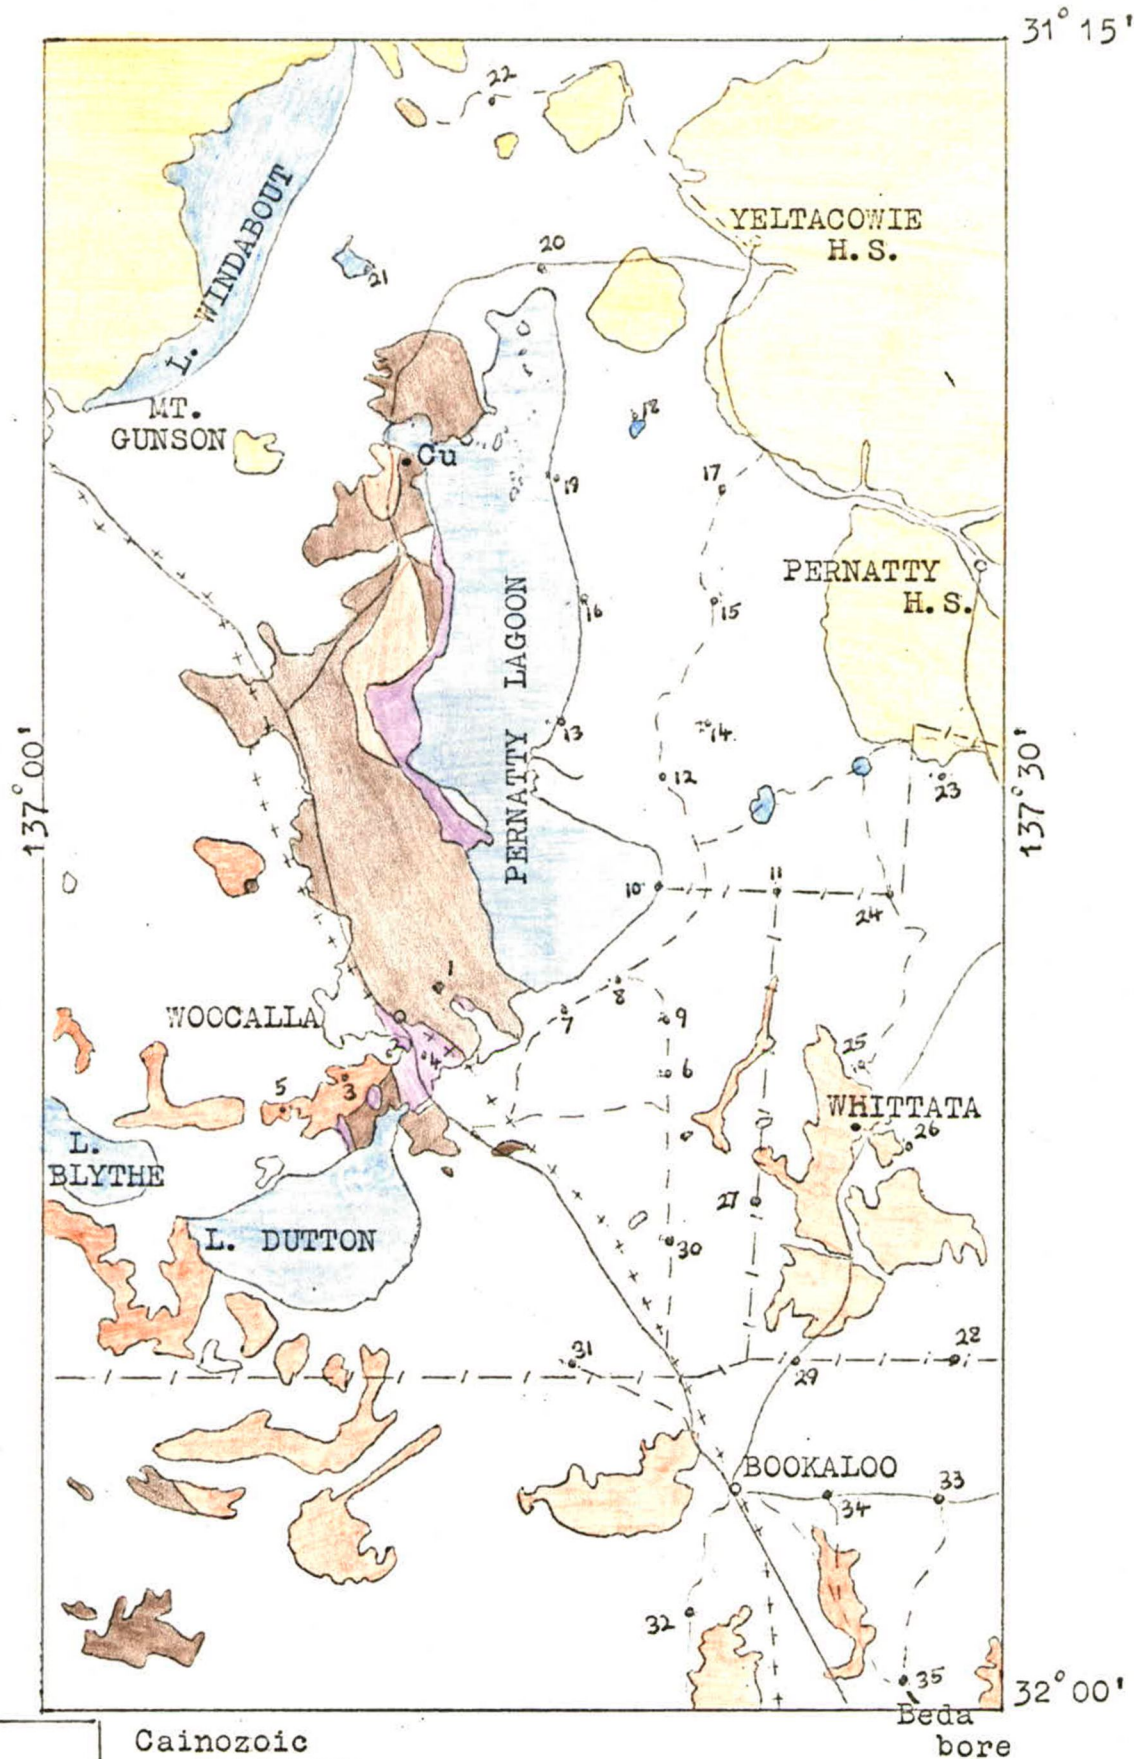 31° 15'
22
YELTACOWIE
H.S.
20
L. WINDABOUT
21
MT.
GUNSON
18
Cu
17
19
PERNATTY
H.S.
16
15
PERNATTY LAGOON
13
14
137° 00'
137° 30'
12
23
10
11
24
1
WOOCALLA
8
7
9
4
25
6
3
5
WHITTATA
26
L.
BLYTHE
27
L. DUTTON
30
31
28
29
BOOKALOO
33
34
32
35
32° 00'
Beda
bore
Cainozoic